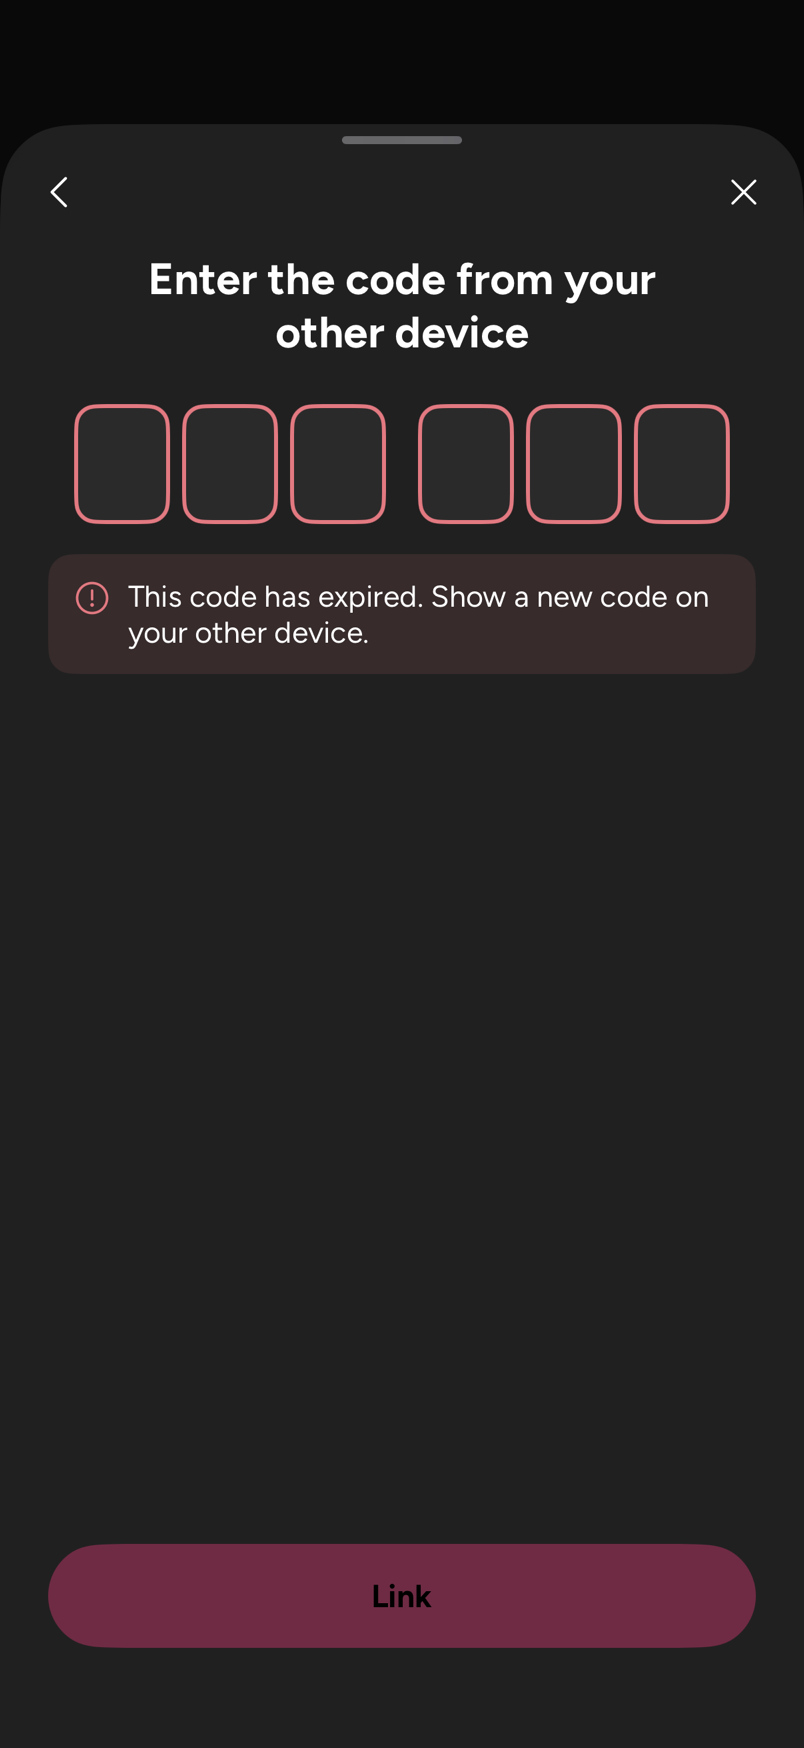 Enter the code from your
other device
This code has expired. Show a new code on
your other device.
Link